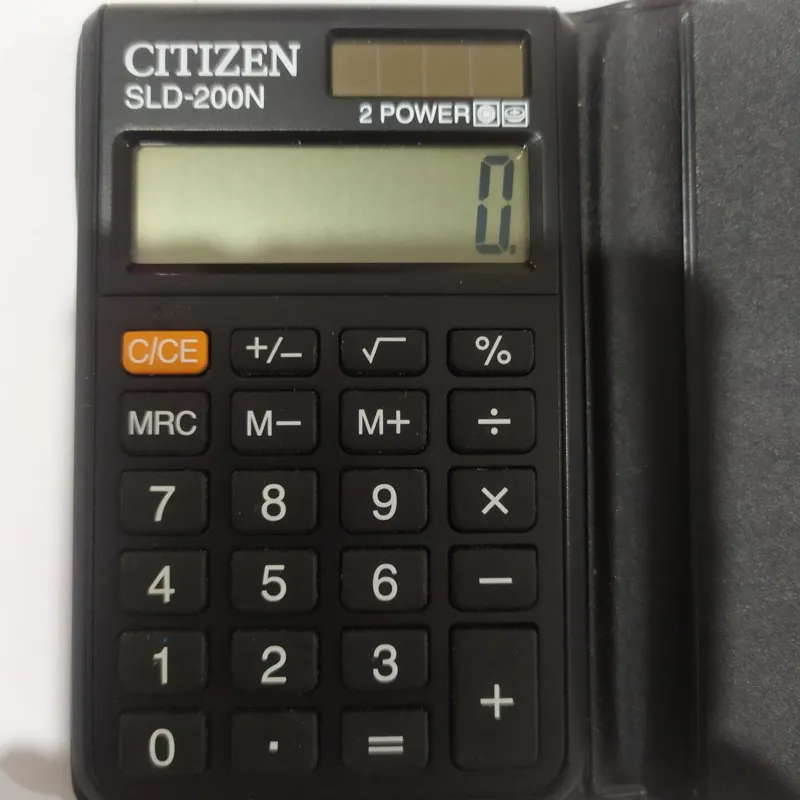 CITIZEN
SLD-200N
2 POWER
0.
C/CE +/− √ %
MRC M− M+ ÷
7 8 9 ×
4 5 6 −
1 2 3 +
0 . =